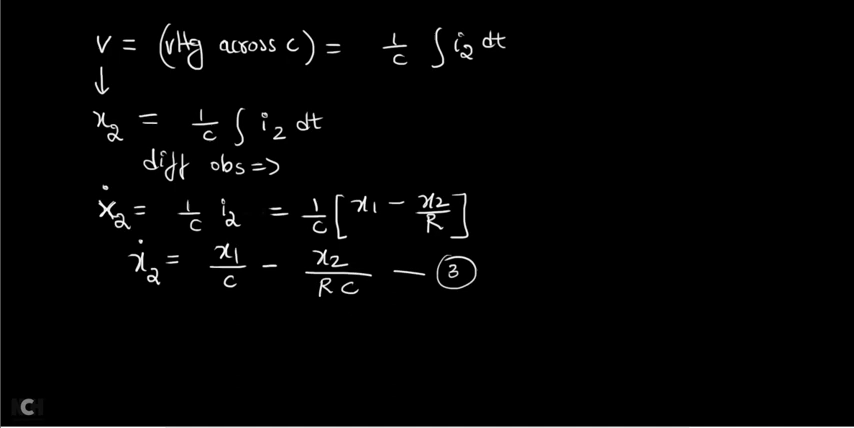 v = (vltg across c) = 1/c ∫ i₂ dt
↓
x₂ = 1/c ∫ i₂ dt
diff obs =>
ẋ₂ = 1/c i₂ = 1/c [x₁ - x₂/R]
ẋ₂ = x₁/c - x₂/RC — ③
C